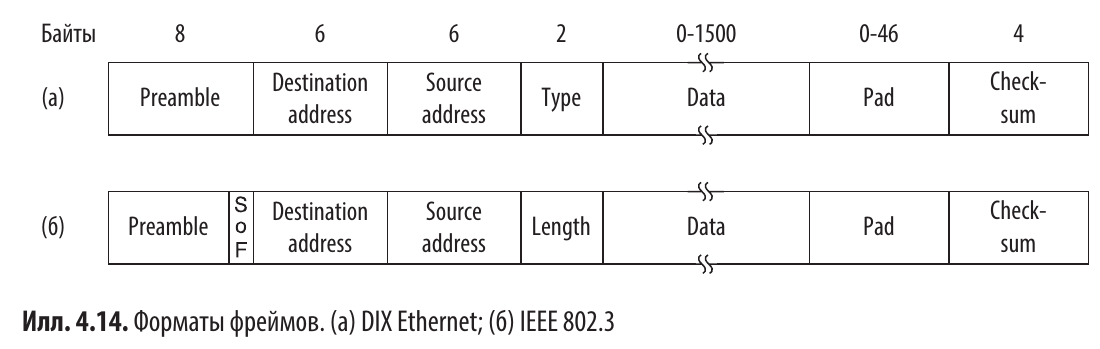 Байты 8 6 6 2 0-1500 0-46 4
(а) Preamble Destination address Source address Type Data Pad Check-sum
(б) Preamble SoF Destination address Source address Length Data Pad Check-sum
Илл. 4.14. Форматы фреймов. (а) DIX Ethernet; (б) IEEE 802.3